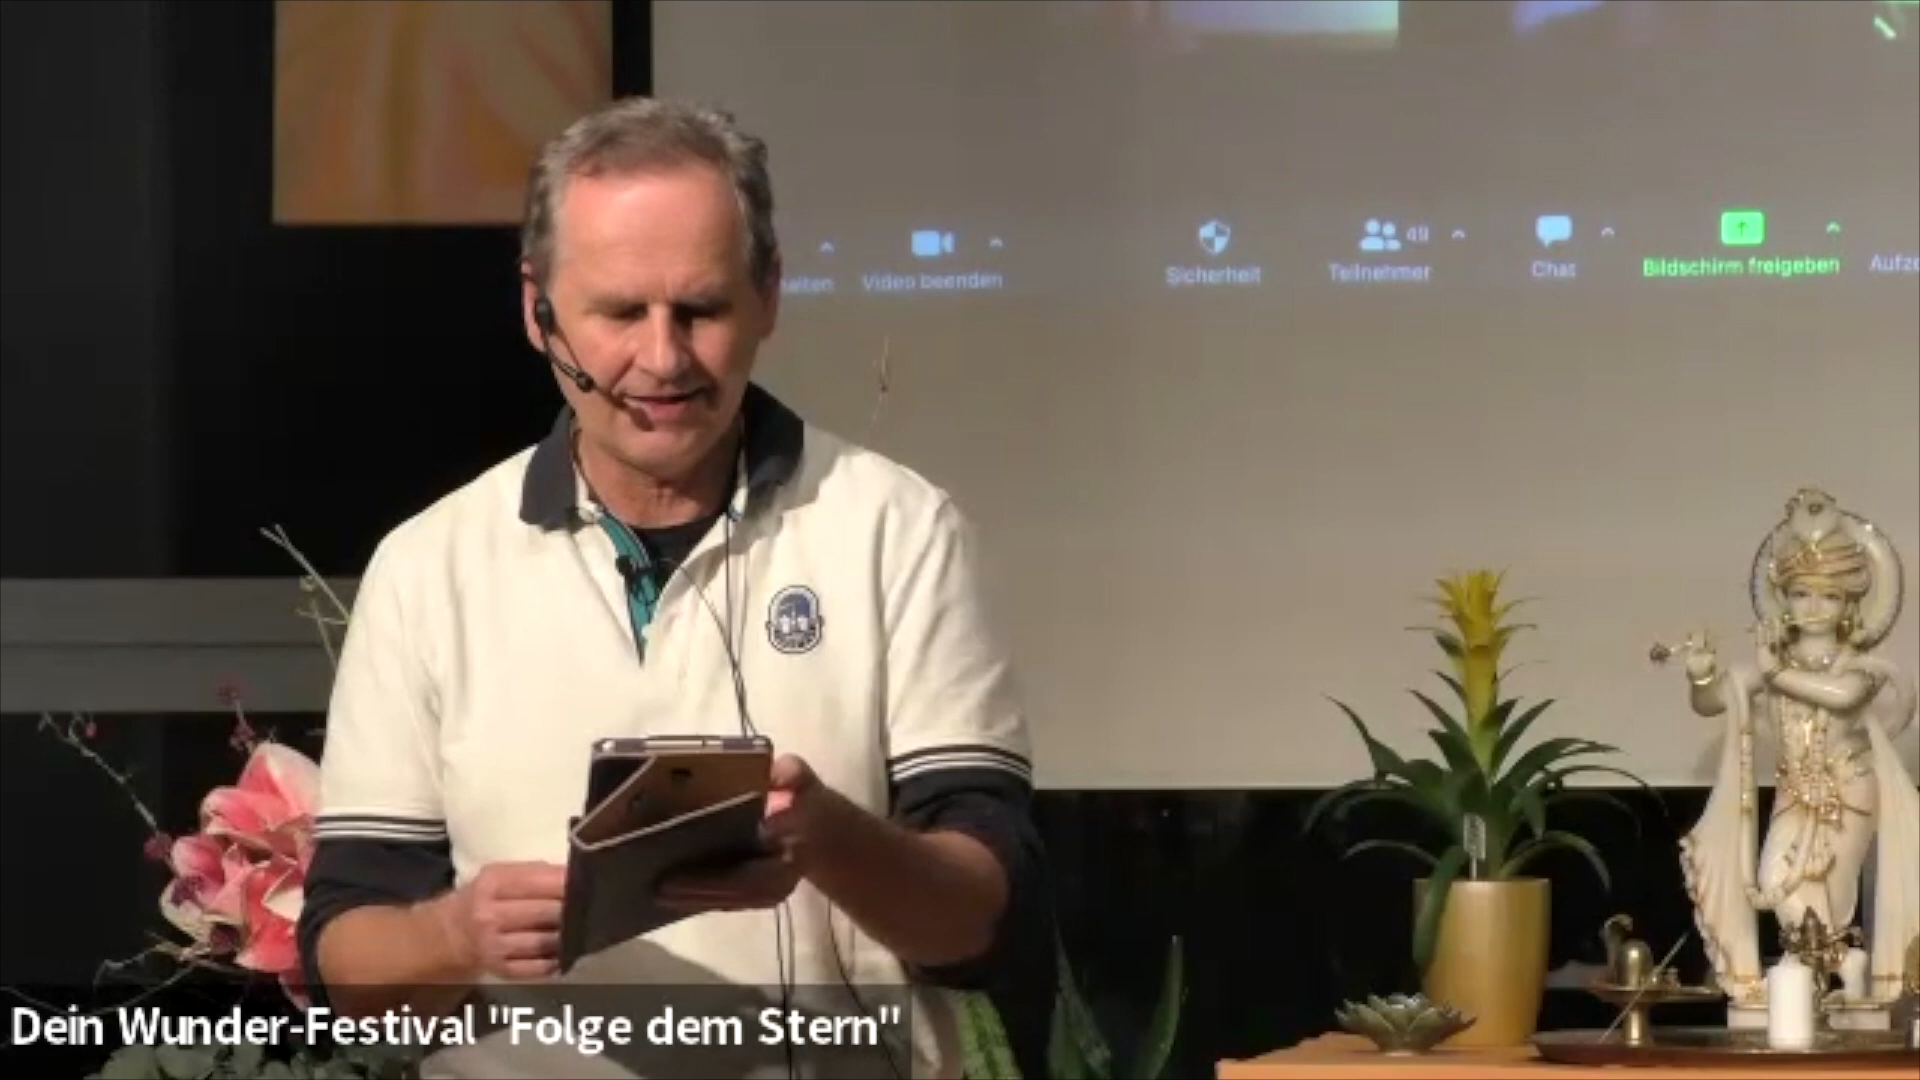 49
Video beenden
Sicherheit
Teilnehmer
Chat
Bildschirm freigeben
Dein Wunder-Festival "Folge dem Stern"